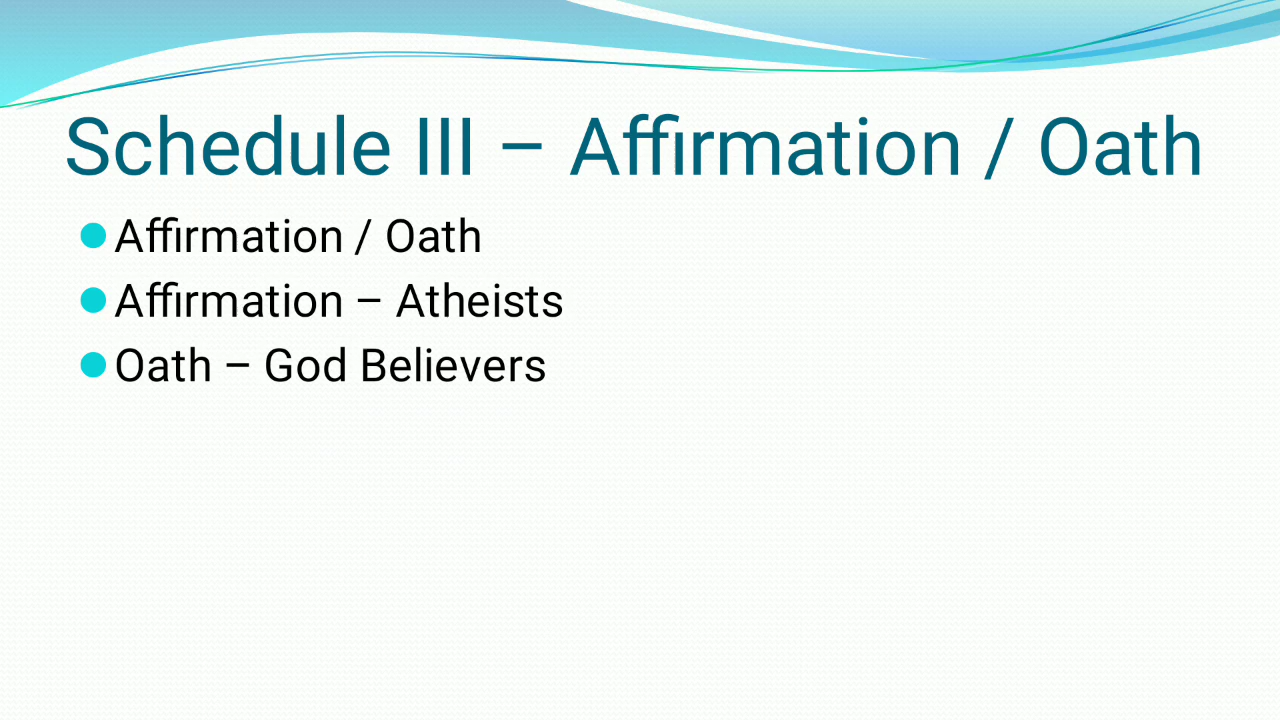 Schedule III – Affirmation / Oath
Affirmation / Oath
Affirmation – Atheists
Oath – God Believers